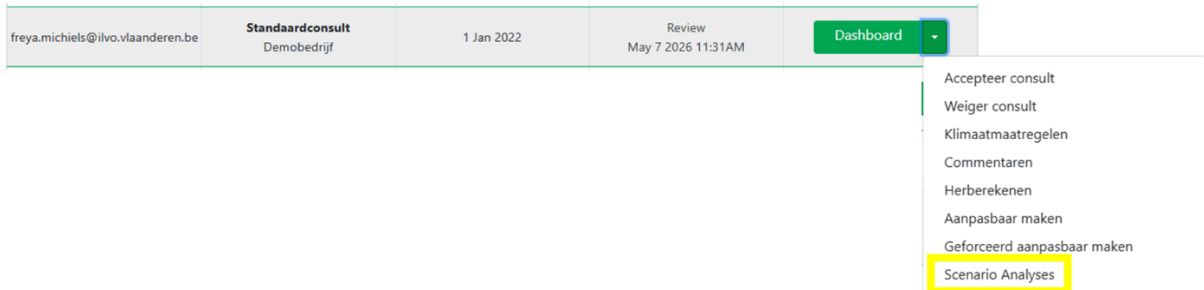 freya.michiels@ilvo.vlaanderen.be
Standaardconsult
Demobedrijf
1 Jan 2022
Review
May 7 2026 11:31AM
Dashboard
Accepteer consult
Weiger consult
Klimaatmaatregelen
Commentaren
Herberekenen
Aanpasbaar maken
Geforceerd aanpasbaar maken
Scenario Analyses